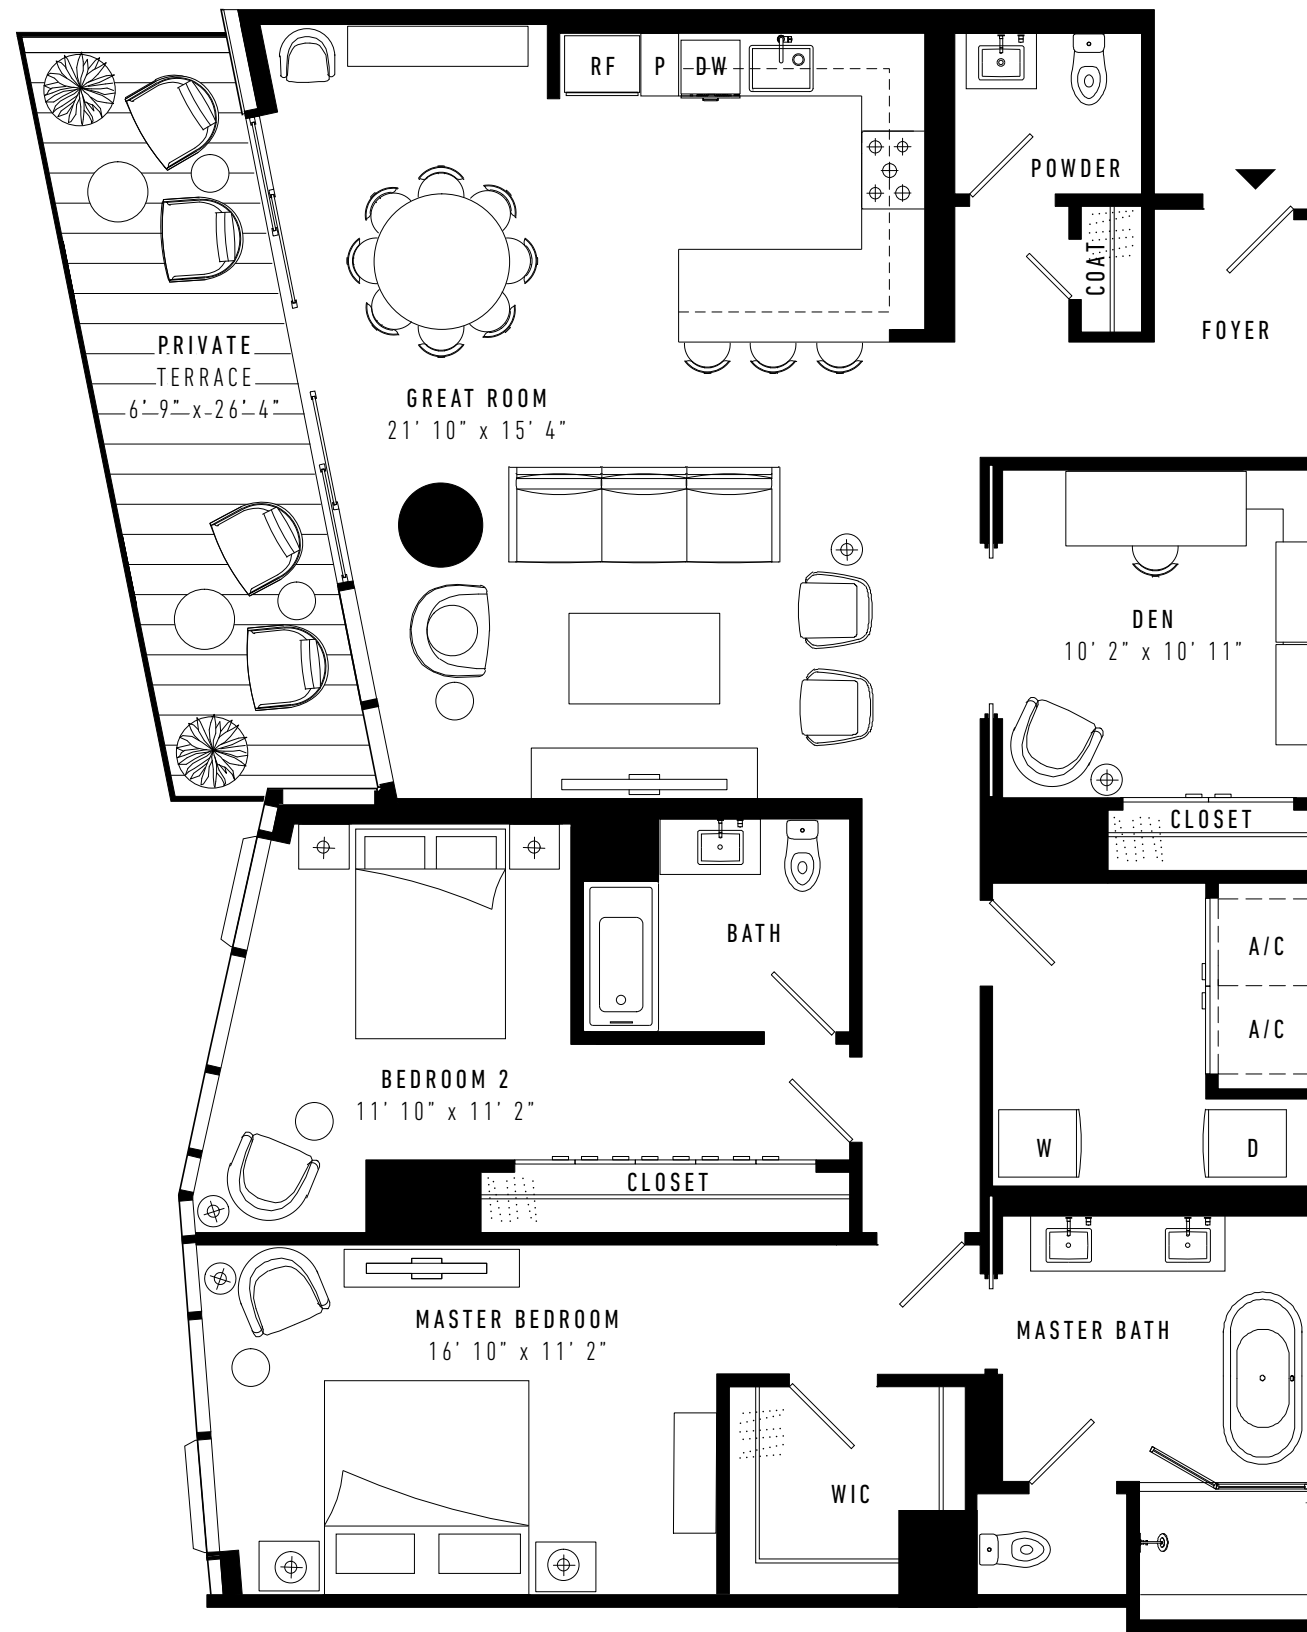 RF
P
DW
POWDER
COAT
FOYER
PRIVATE
TERRACE
6' 9" x 26' 4"
GREAT ROOM
21' 10" x 15' 4"
DEN
10' 2" x 10' 11"
CLOSET
BATH
A/C
A/C
BEDROOM 2
11' 10" x 11' 2"
W
D
CLOSET
MASTER BEDROOM
16' 10" x 11' 2"
MASTER BATH
WIC